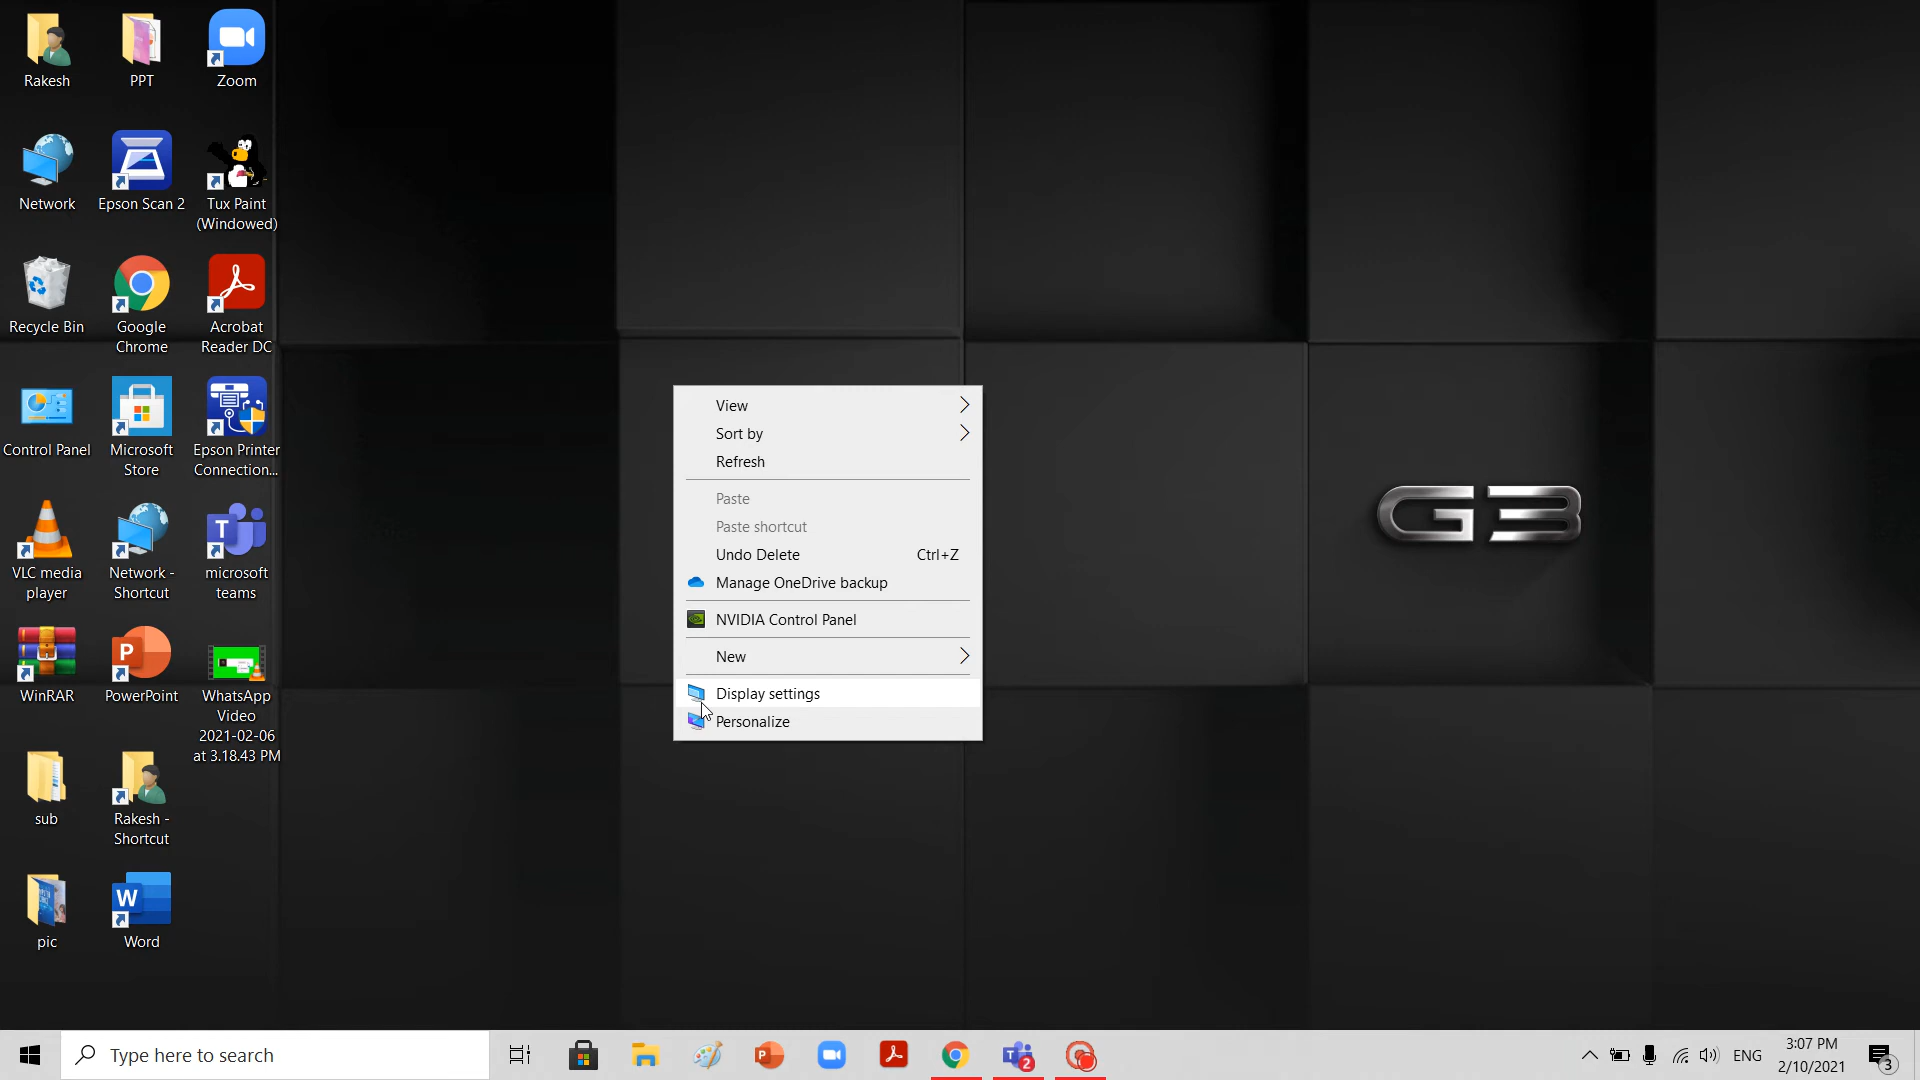 Rakesh
PPT
Zoom
Network
Epson Scan 2
Tux Paint
(Windowed)
Recycle Bin
Google
Chrome
Acrobat
Reader DC
Control Panel
Microsoft
Store
Epson Printer
Connection...
VLC media
player
Network -
Shortcut
microsoft
teams
WinRAR
PowerPoint
WhatsApp
Video
2021-02-06
at 3.18.43 PM
sub
Rakesh -
Shortcut
pic
Word
View
Sort by
Refresh
Paste
Paste shortcut
Undo Delete Ctrl+Z
Manage OneDrive backup
NVIDIA Control Panel
New
Display settings
Personalize
G3
Type here to search
2
ENG
3:07 PM
2/10/2021
3